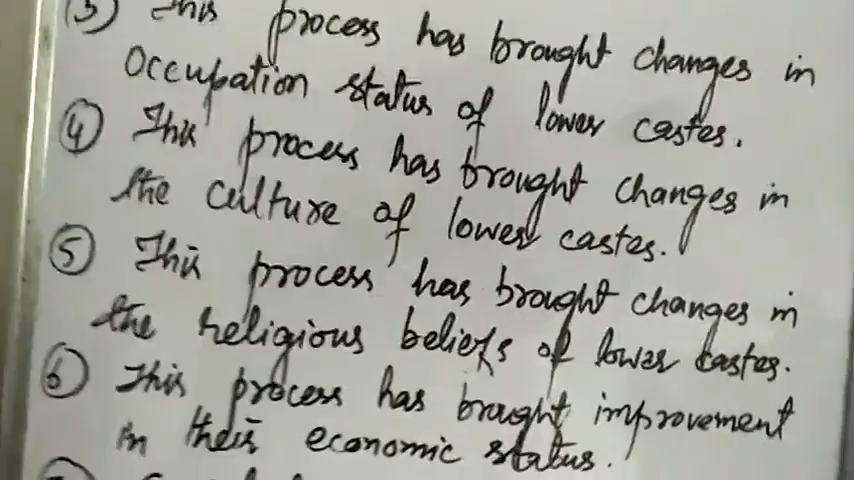 ③ This process has brought changes in
Occupation status of lower castes.
④ This process has brought changes in
the culture of lower castes.
⑤ This process has brought changes in
the religious beliefs of lower castes.
⑥ This process has brought improvement
in their economic status.